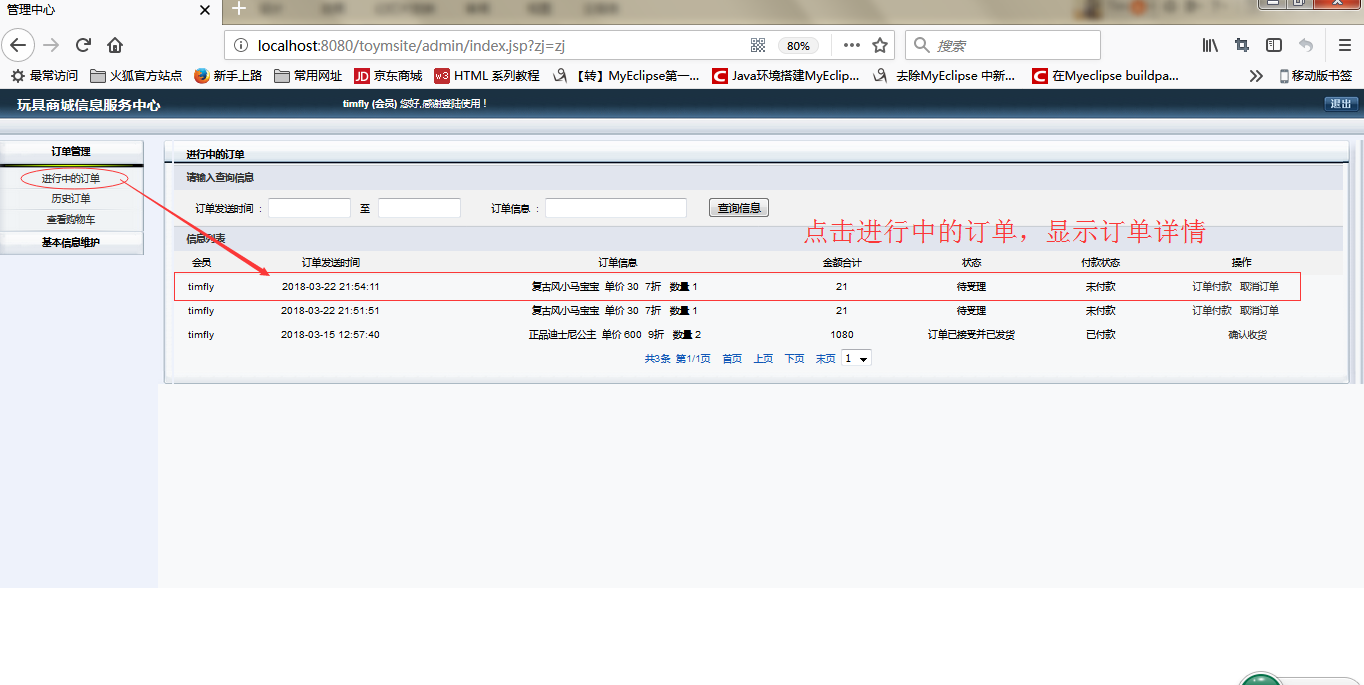 管理中心
localhost:8080/toymsite/admin/index.jsp?zj=zj
80%
搜索
最常访问 火狐官方站点 新手上路 常用网址 JD 京东商城 w3 HTML 系列教程 【转】MyEclipse第一... C Java环境搭建MyEclip... 去除MyEclipse 中新... C 在Myeclipse buildpa... 移动版书签
玩具商城信息服务中心 timfly (会员) 您好,感谢登陆使用！ 退出
订单管理
进行中的订单
历史订单
查看购物车
基本信息维护
进行中的订单
请输入查询信息
订单发送时间： 至 订单信息： 查询信息
点击进行中的订单，显示订单详情
信息列表
会员 订单发送时间 订单信息 金额合计 状态 付款状态 操作
timfly 2018-03-22 21:54:11 复古风小马宝宝 单价 30 7折 数量 1 21 待受理 未付款 订单付款 取消订单
timfly 2018-03-22 21:51:51 复古风小马宝宝 单价 30 7折 数量 1 21 待受理 未付款 订单付款 取消订单
timfly 2018-03-15 12:57:40 正品迪士尼公主 单价 600 9折 数量 2 1080 订单已接受并已发货 已付款 确认收货
共3条 第1/1页 首页 上页 下页 末页 1